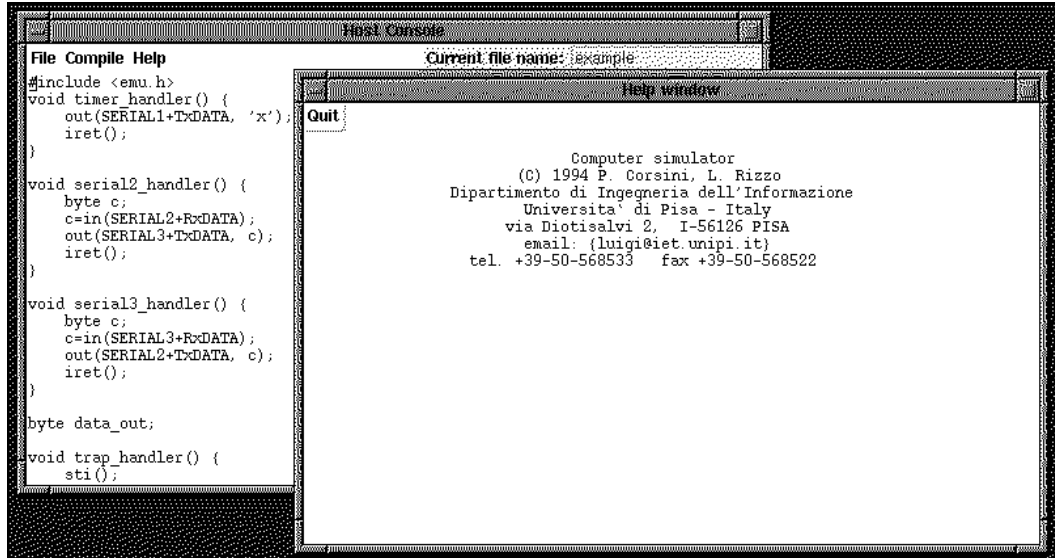 Host Console
File Compile Help
Current file name: example
#include <emu.h>
void timer_handler() {
out(SERIAL1+TxDATA, 'x');
iret();
}
void serial2_handler() {
byte c;
c=in(SERIAL2+RxDATA);
out(SERIAL3+TxDATA, c);
iret();
}
void serial3_handler() {
byte c;
c=in(SERIAL3+RxDATA);
out(SERIAL2+TxDATA, c);
iret();
}
byte data_out;
void trap_handler() {
sti();
Help window
Quit
Computer simulator
(C) 1994 P. Corsini, L. Rizzo
Dipartimento di Ingegneria dell'Informazione
Universita` di Pisa - Italy
via Diotisalvi 2, I-56126 PISA
email: {luigi@iet.unipi.it}
tel. +39-50-568533 fax +39-50-568522